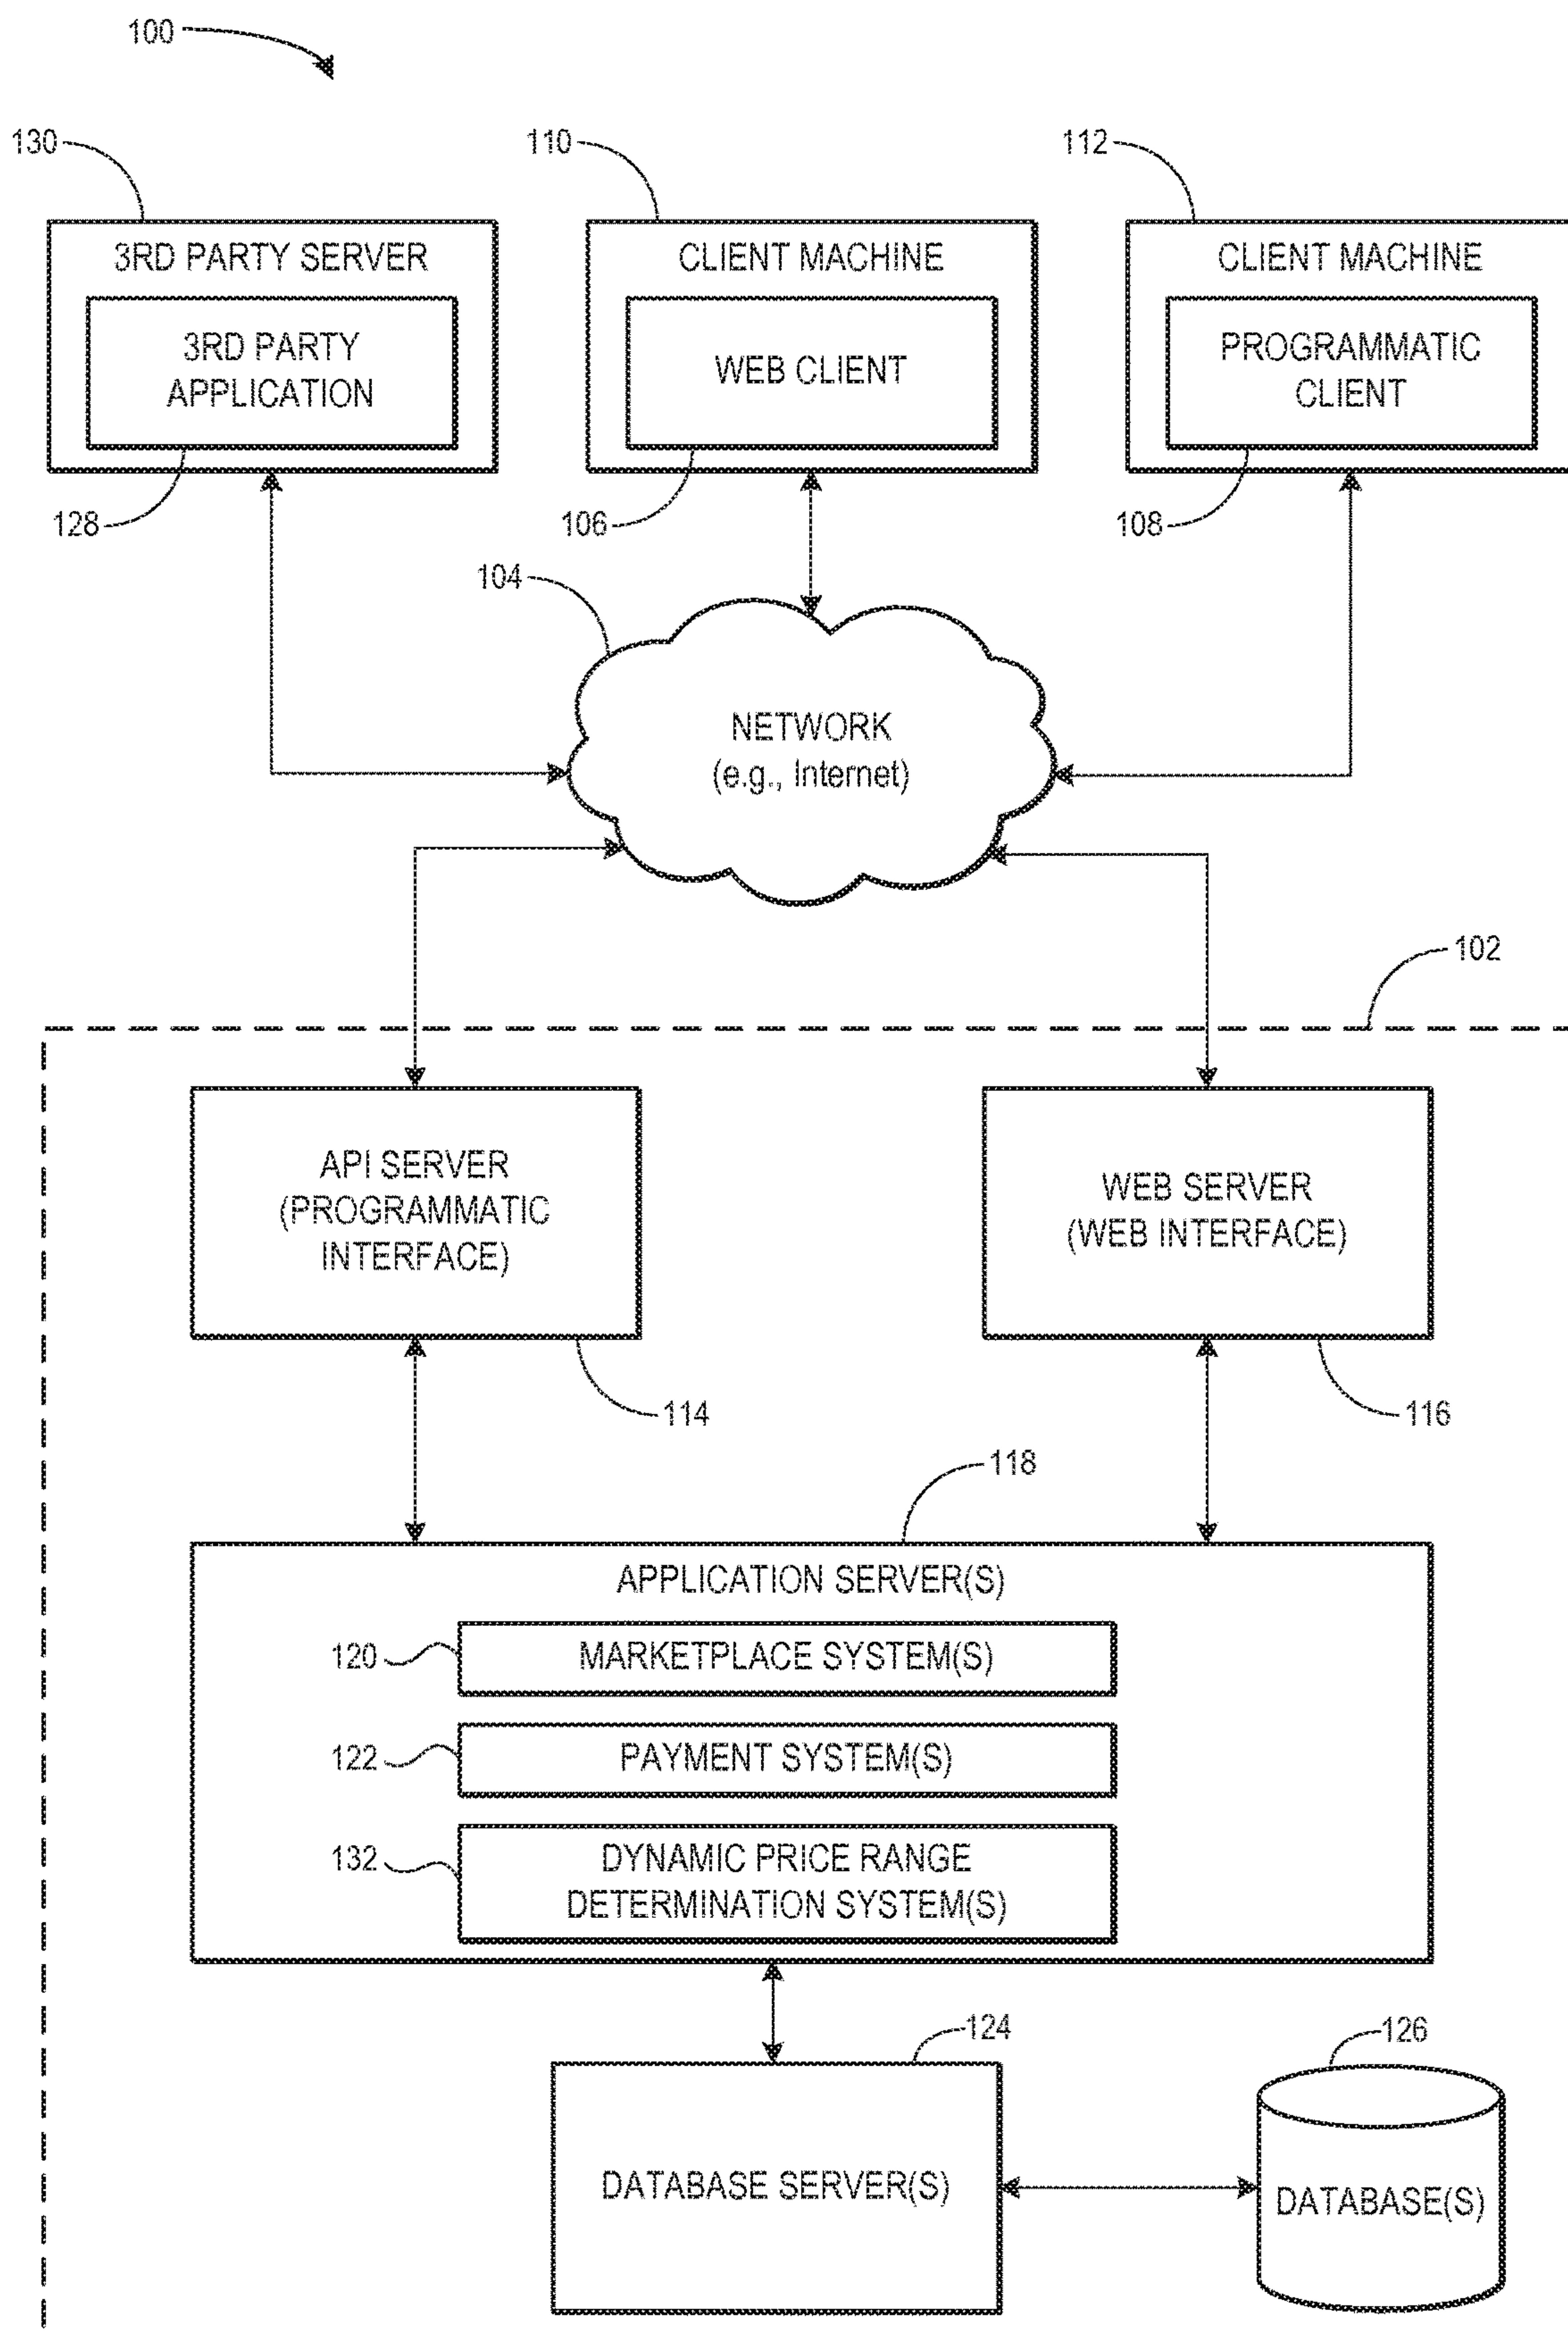 100
130
110
112
3RD PARTY SERVER
3RD PARTY
APPLICATION
CLIENT MACHINE
WEB CLIENT
CLIENT MACHINE
PROGRAMMATIC
CLIENT
128
106
108
104
NETWORK
(e.g., Internet)
102
API SERVER
(PROGRAMMATIC
INTERFACE)
WEB SERVER
(WEB INTERFACE)
114
116
118
APPLICATION SERVER(S)
120
MARKETPLACE SYSTEM(S)
122
PAYMENT SYSTEM(S)
132
DYNAMIC PRICE RANGE
DETERMINATION SYSTEM(S)
124
126
DATABASE SERVER(S)
DATABASE(S)